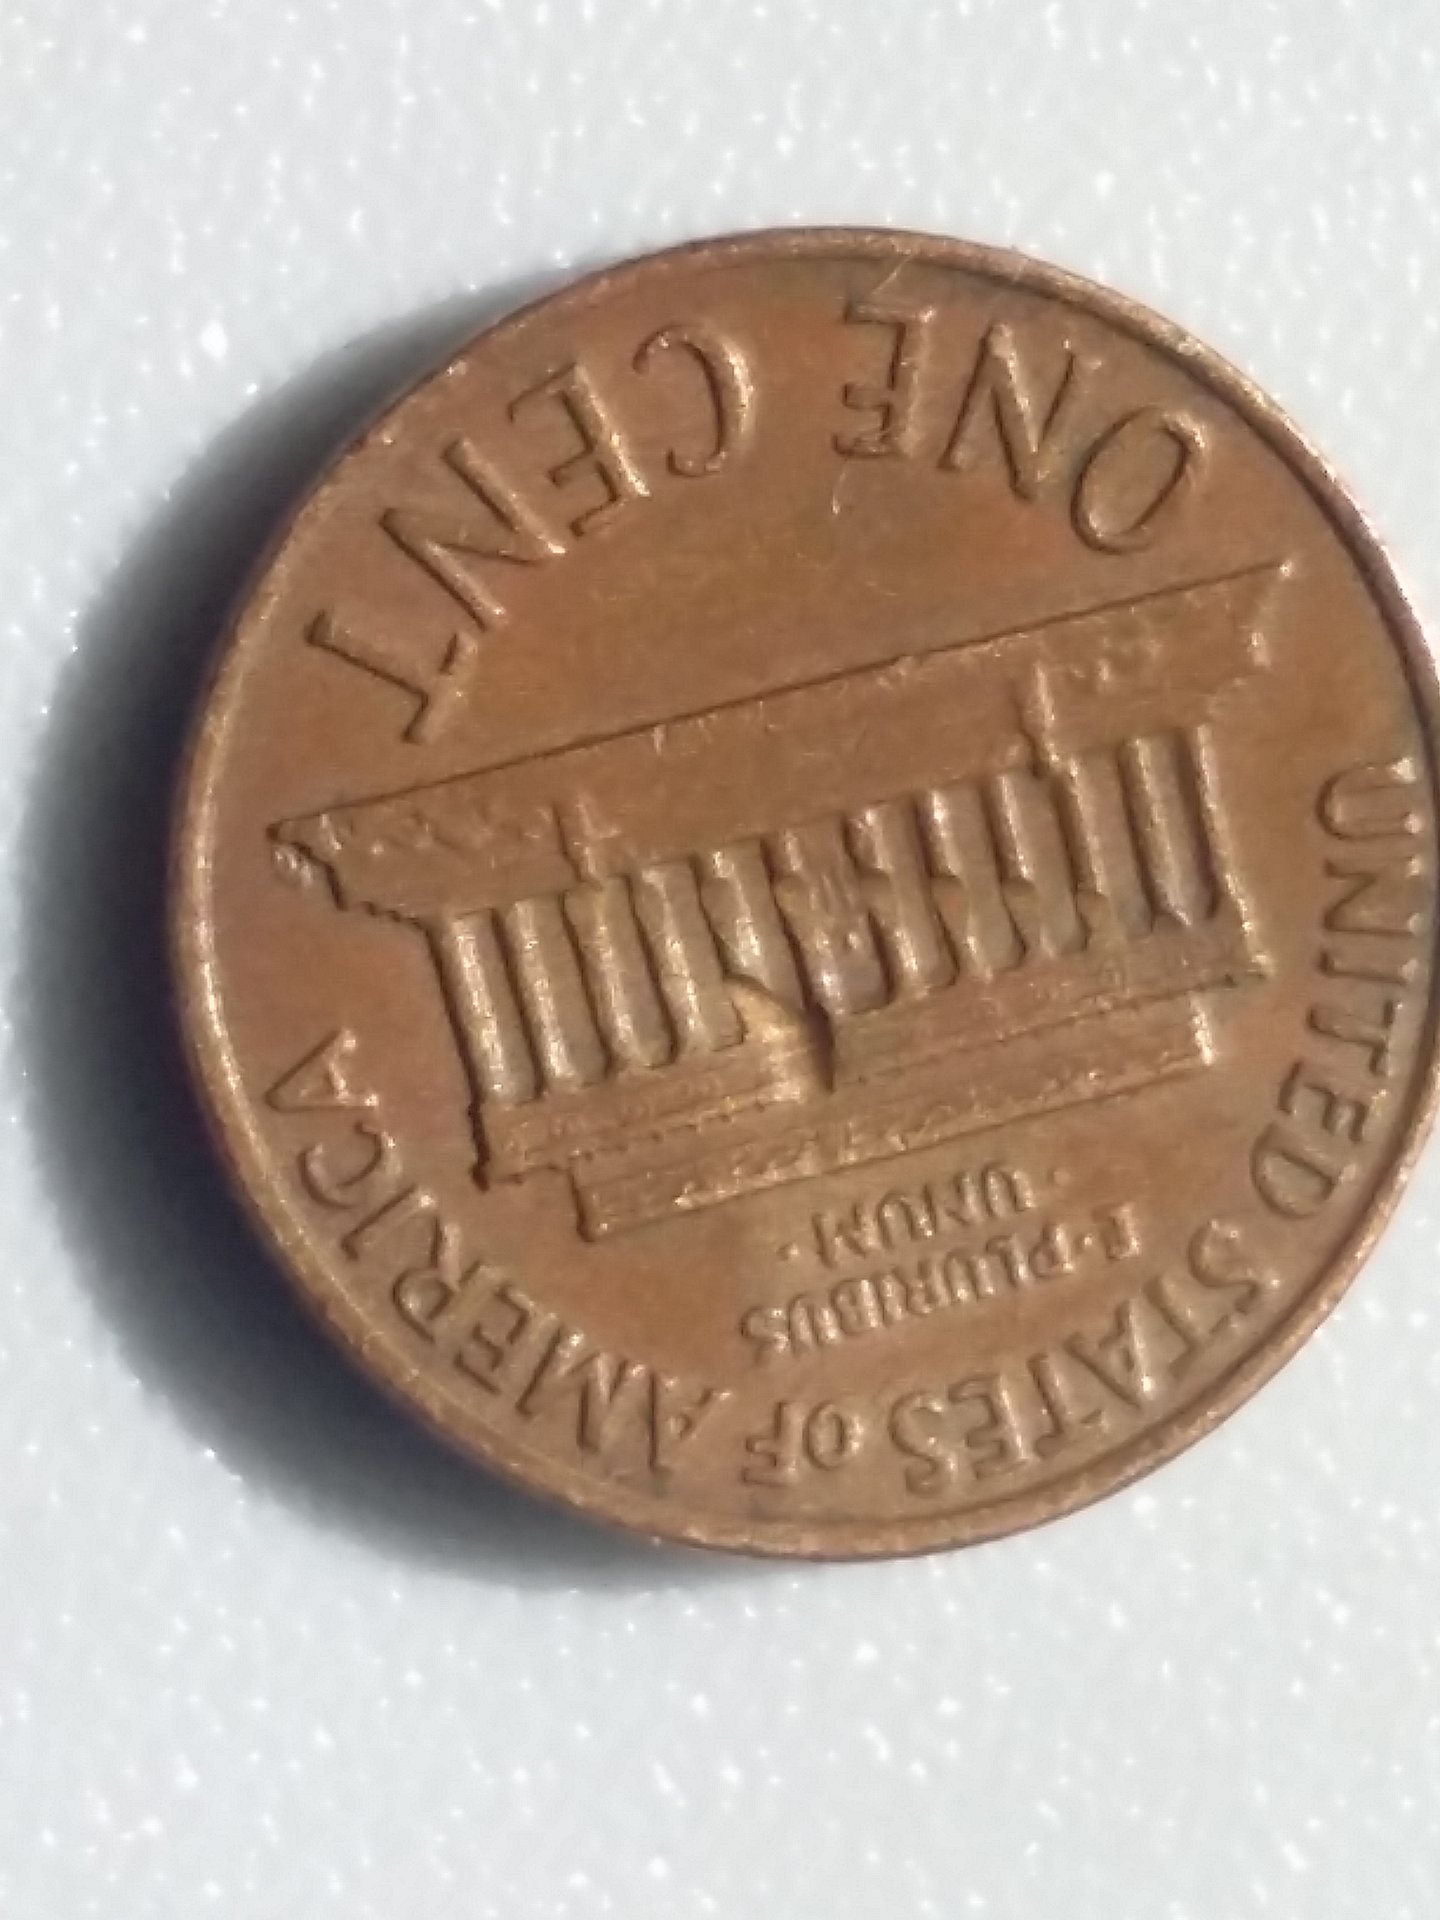 UNITED STATES OF AMERICA
E·PLURIBUS
·UNUM·
ONE CENT